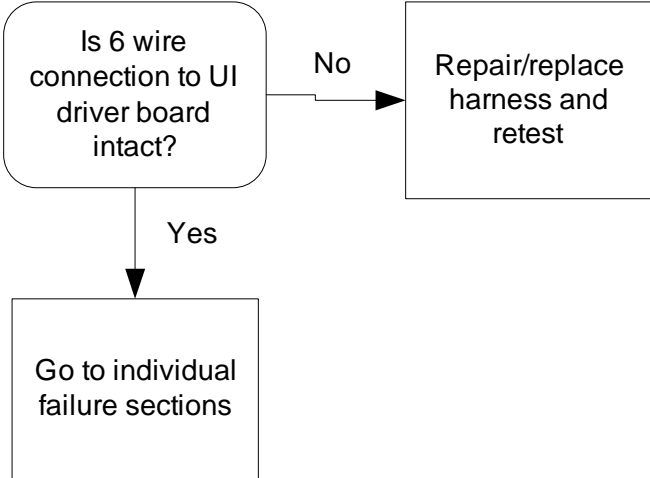 Is 6 wire
connection to UI
driver board
intact?
No
Repair/replace
harness and
retest
Yes
Go to individual
failure sections